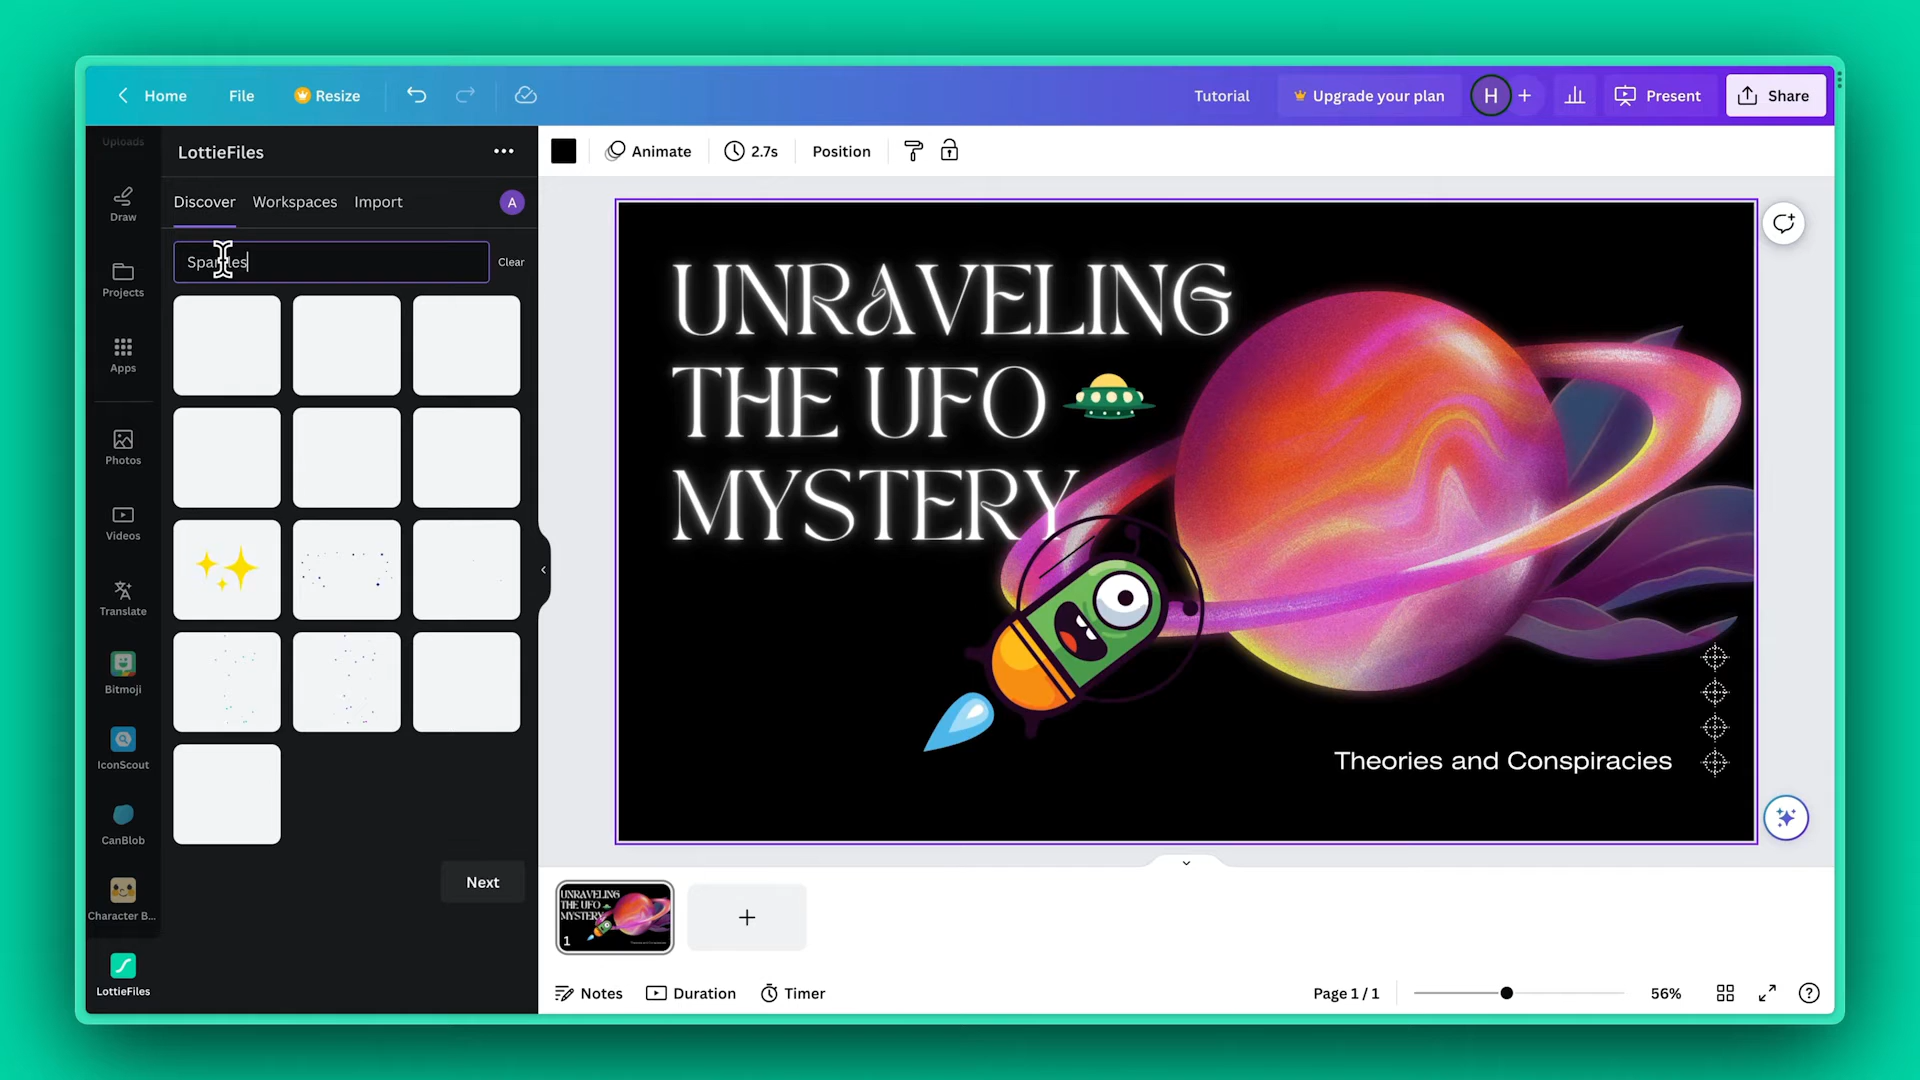 Home
File
Resize
Tutorial
Upgrade your plan
H
Present
Share
Uploads
Draw
Projects
Apps
Photos
Videos
Translate
Bitmoji
IconScout
CanBlob
Character B...
LottieFiles
LottieFiles
Discover
Workspaces
Import
A
Clear
Next
Animate
2.7s
Position
UNRAVELING
THE UFO
MYSTERY
Theories and Conspiracies
UNRAVELING
THE UFO
MYSTERY
1
Notes
Duration
Timer
Page 1 / 1
56%